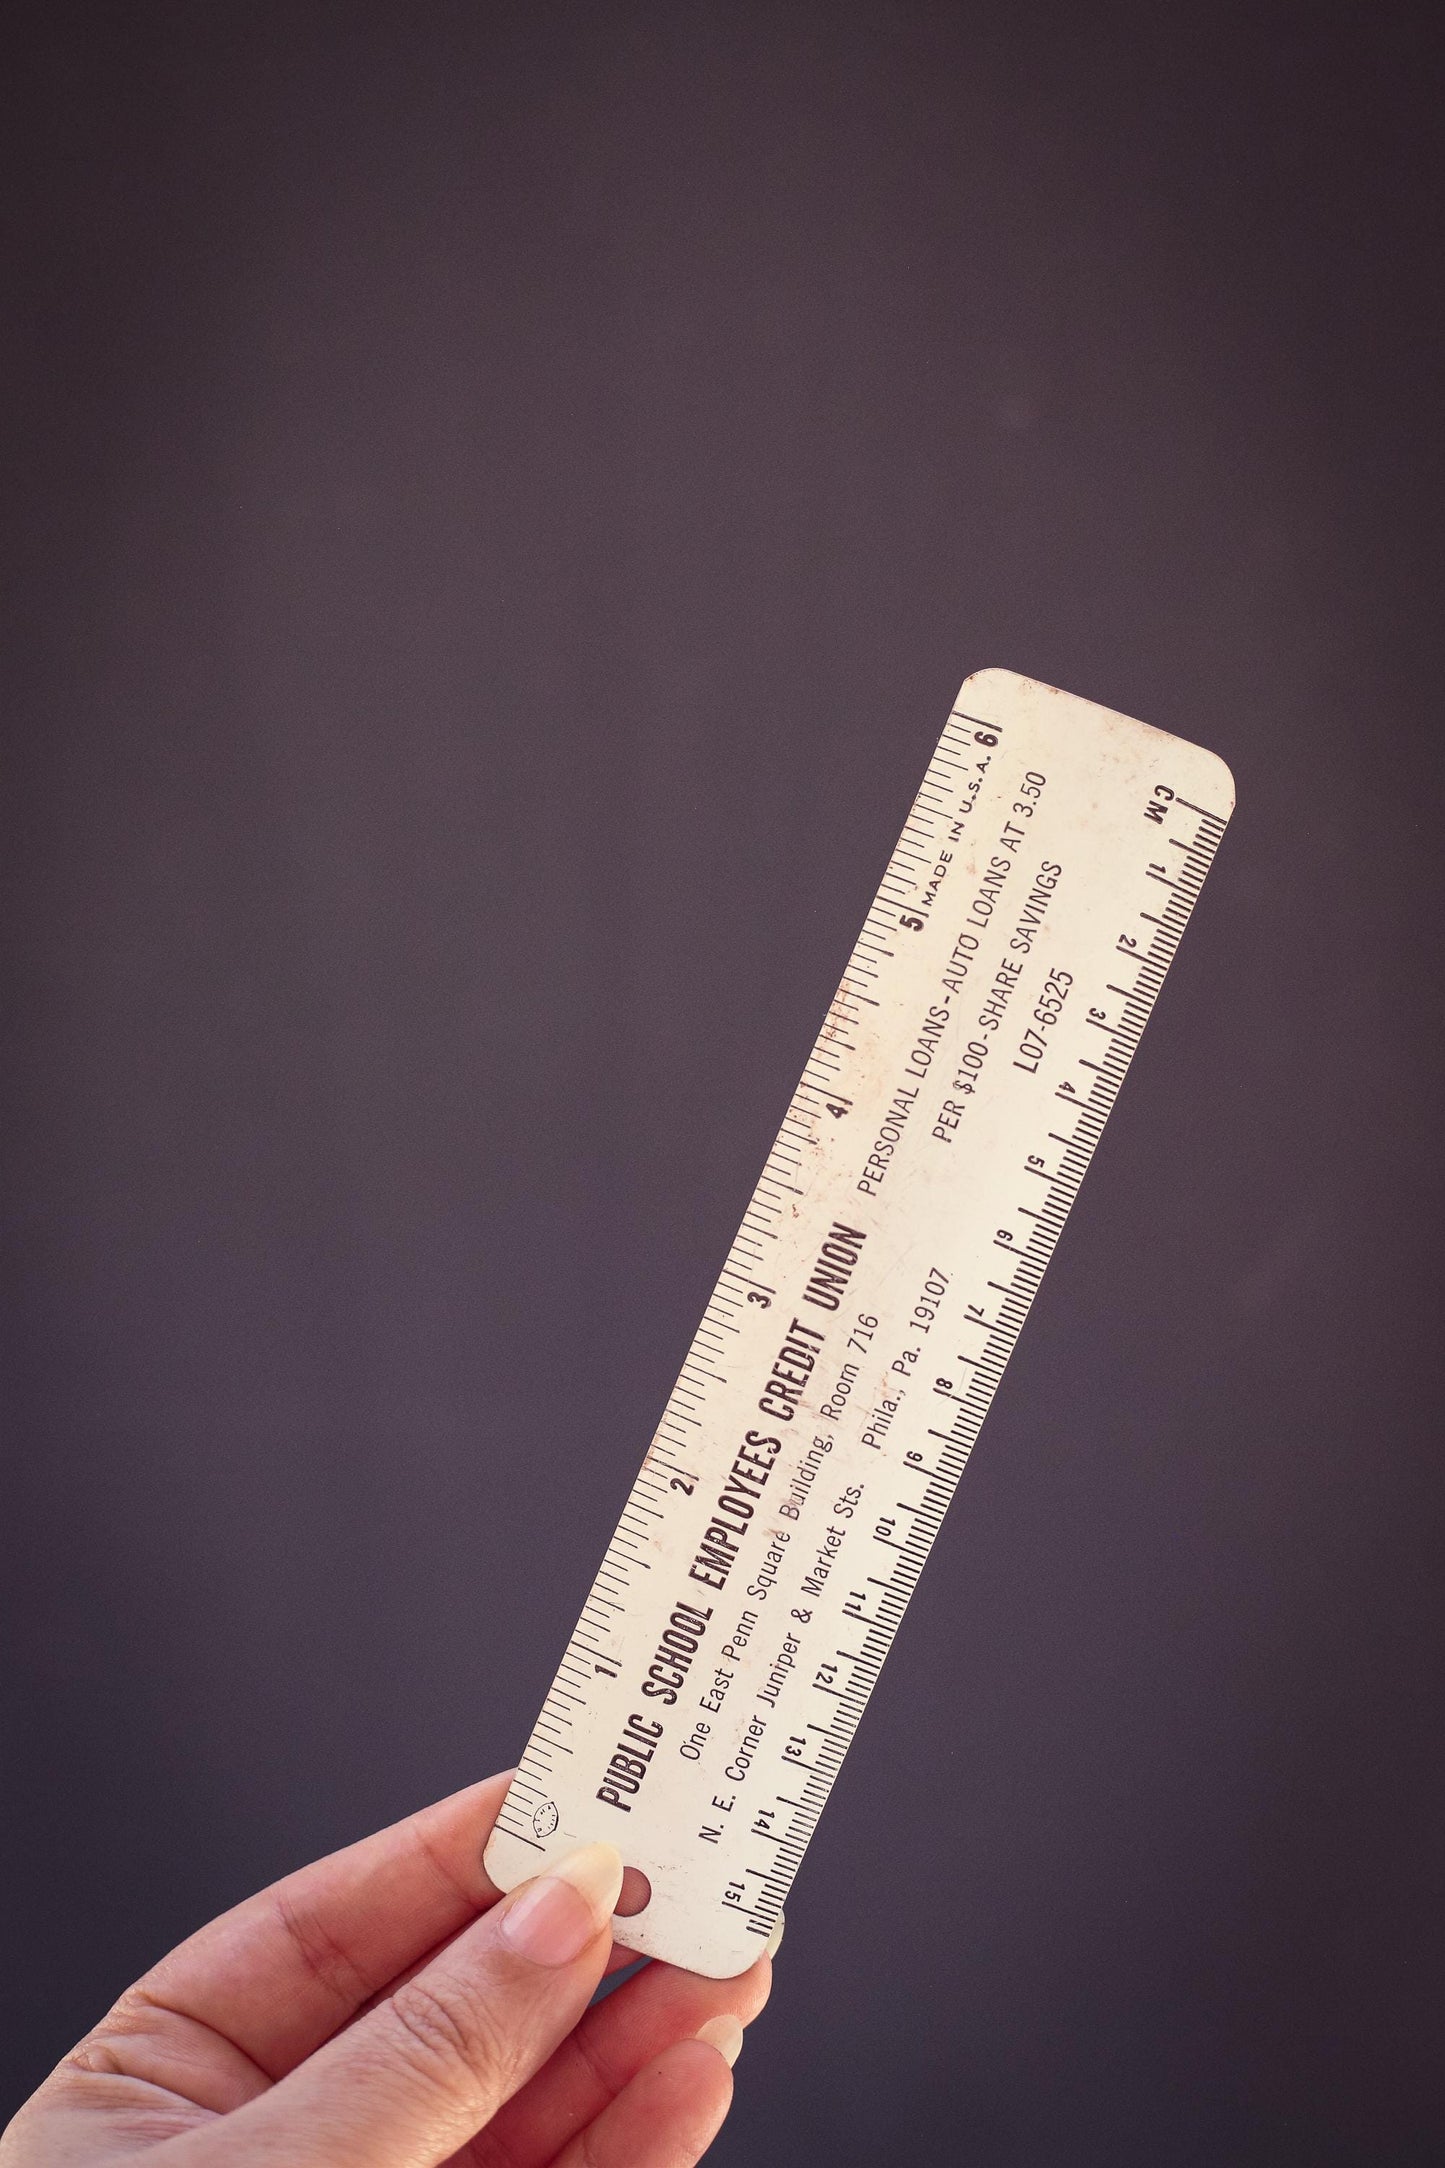 1 2 3 4 5 6
MADE IN U.S.A.
PUBLIC SCHOOL EMPLOYEES CREDIT UNION
One East Penn Square Building, Room 716
N. E. Corner Juniper & Market Sts. Phila., Pa. 19107
PERSONAL LOANS-AUTO LOANS AT 3.50
PER $100-SHARE SAVINGS
LO7-6525
CM 1 2 3 4 5 6 7 8 9 10 11 12 13 14 15